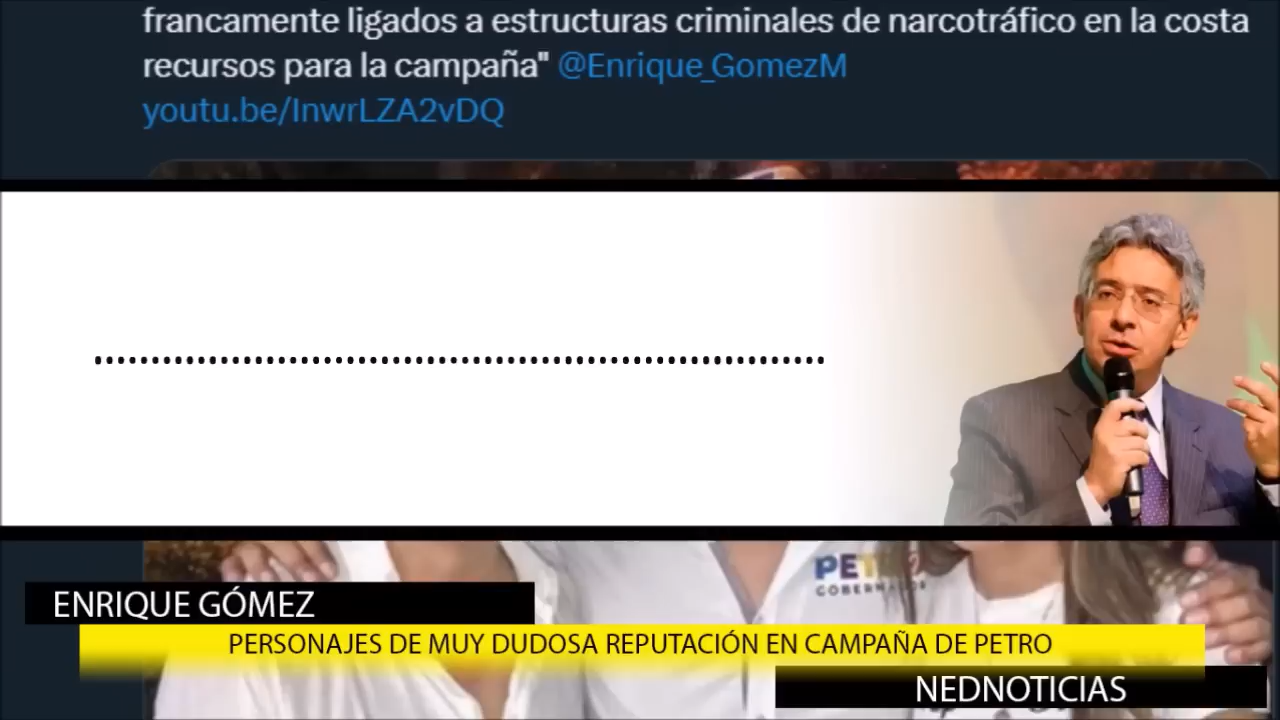 francamente ligados a estructuras criminales de narcotráfico en la costa
recursos para la campaña" @Enrique_GomezM
youtu.be/InwrLZA2vDQ
GOBERNADOR
ENRIQUE GÓMEZ
PERSONAJES DE MUY DUDOSA REPUTACIÓN EN CAMPAÑA DE PETRO
NEDNOTICIAS